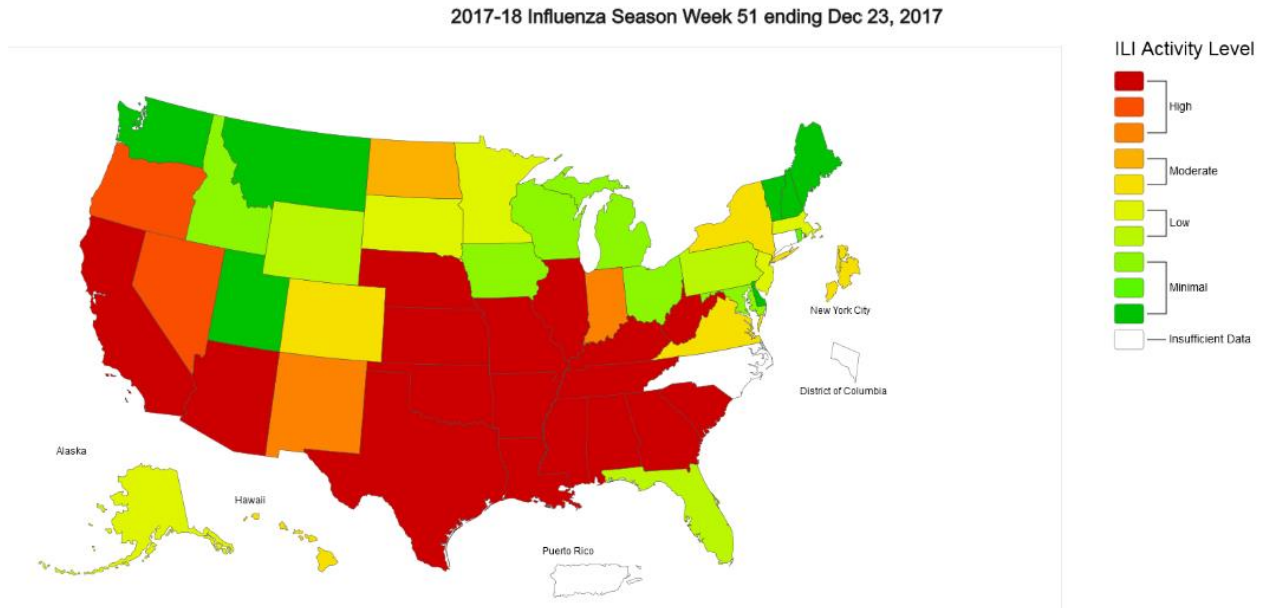 2017-18 Influenza Season Week 51 ending Dec 23, 2017
ILI Activity Level
High
Moderate
Low
Minimal
Insufficient Data
New York City
District of Columbia
Alaska
Hawaii
Puerto Rico